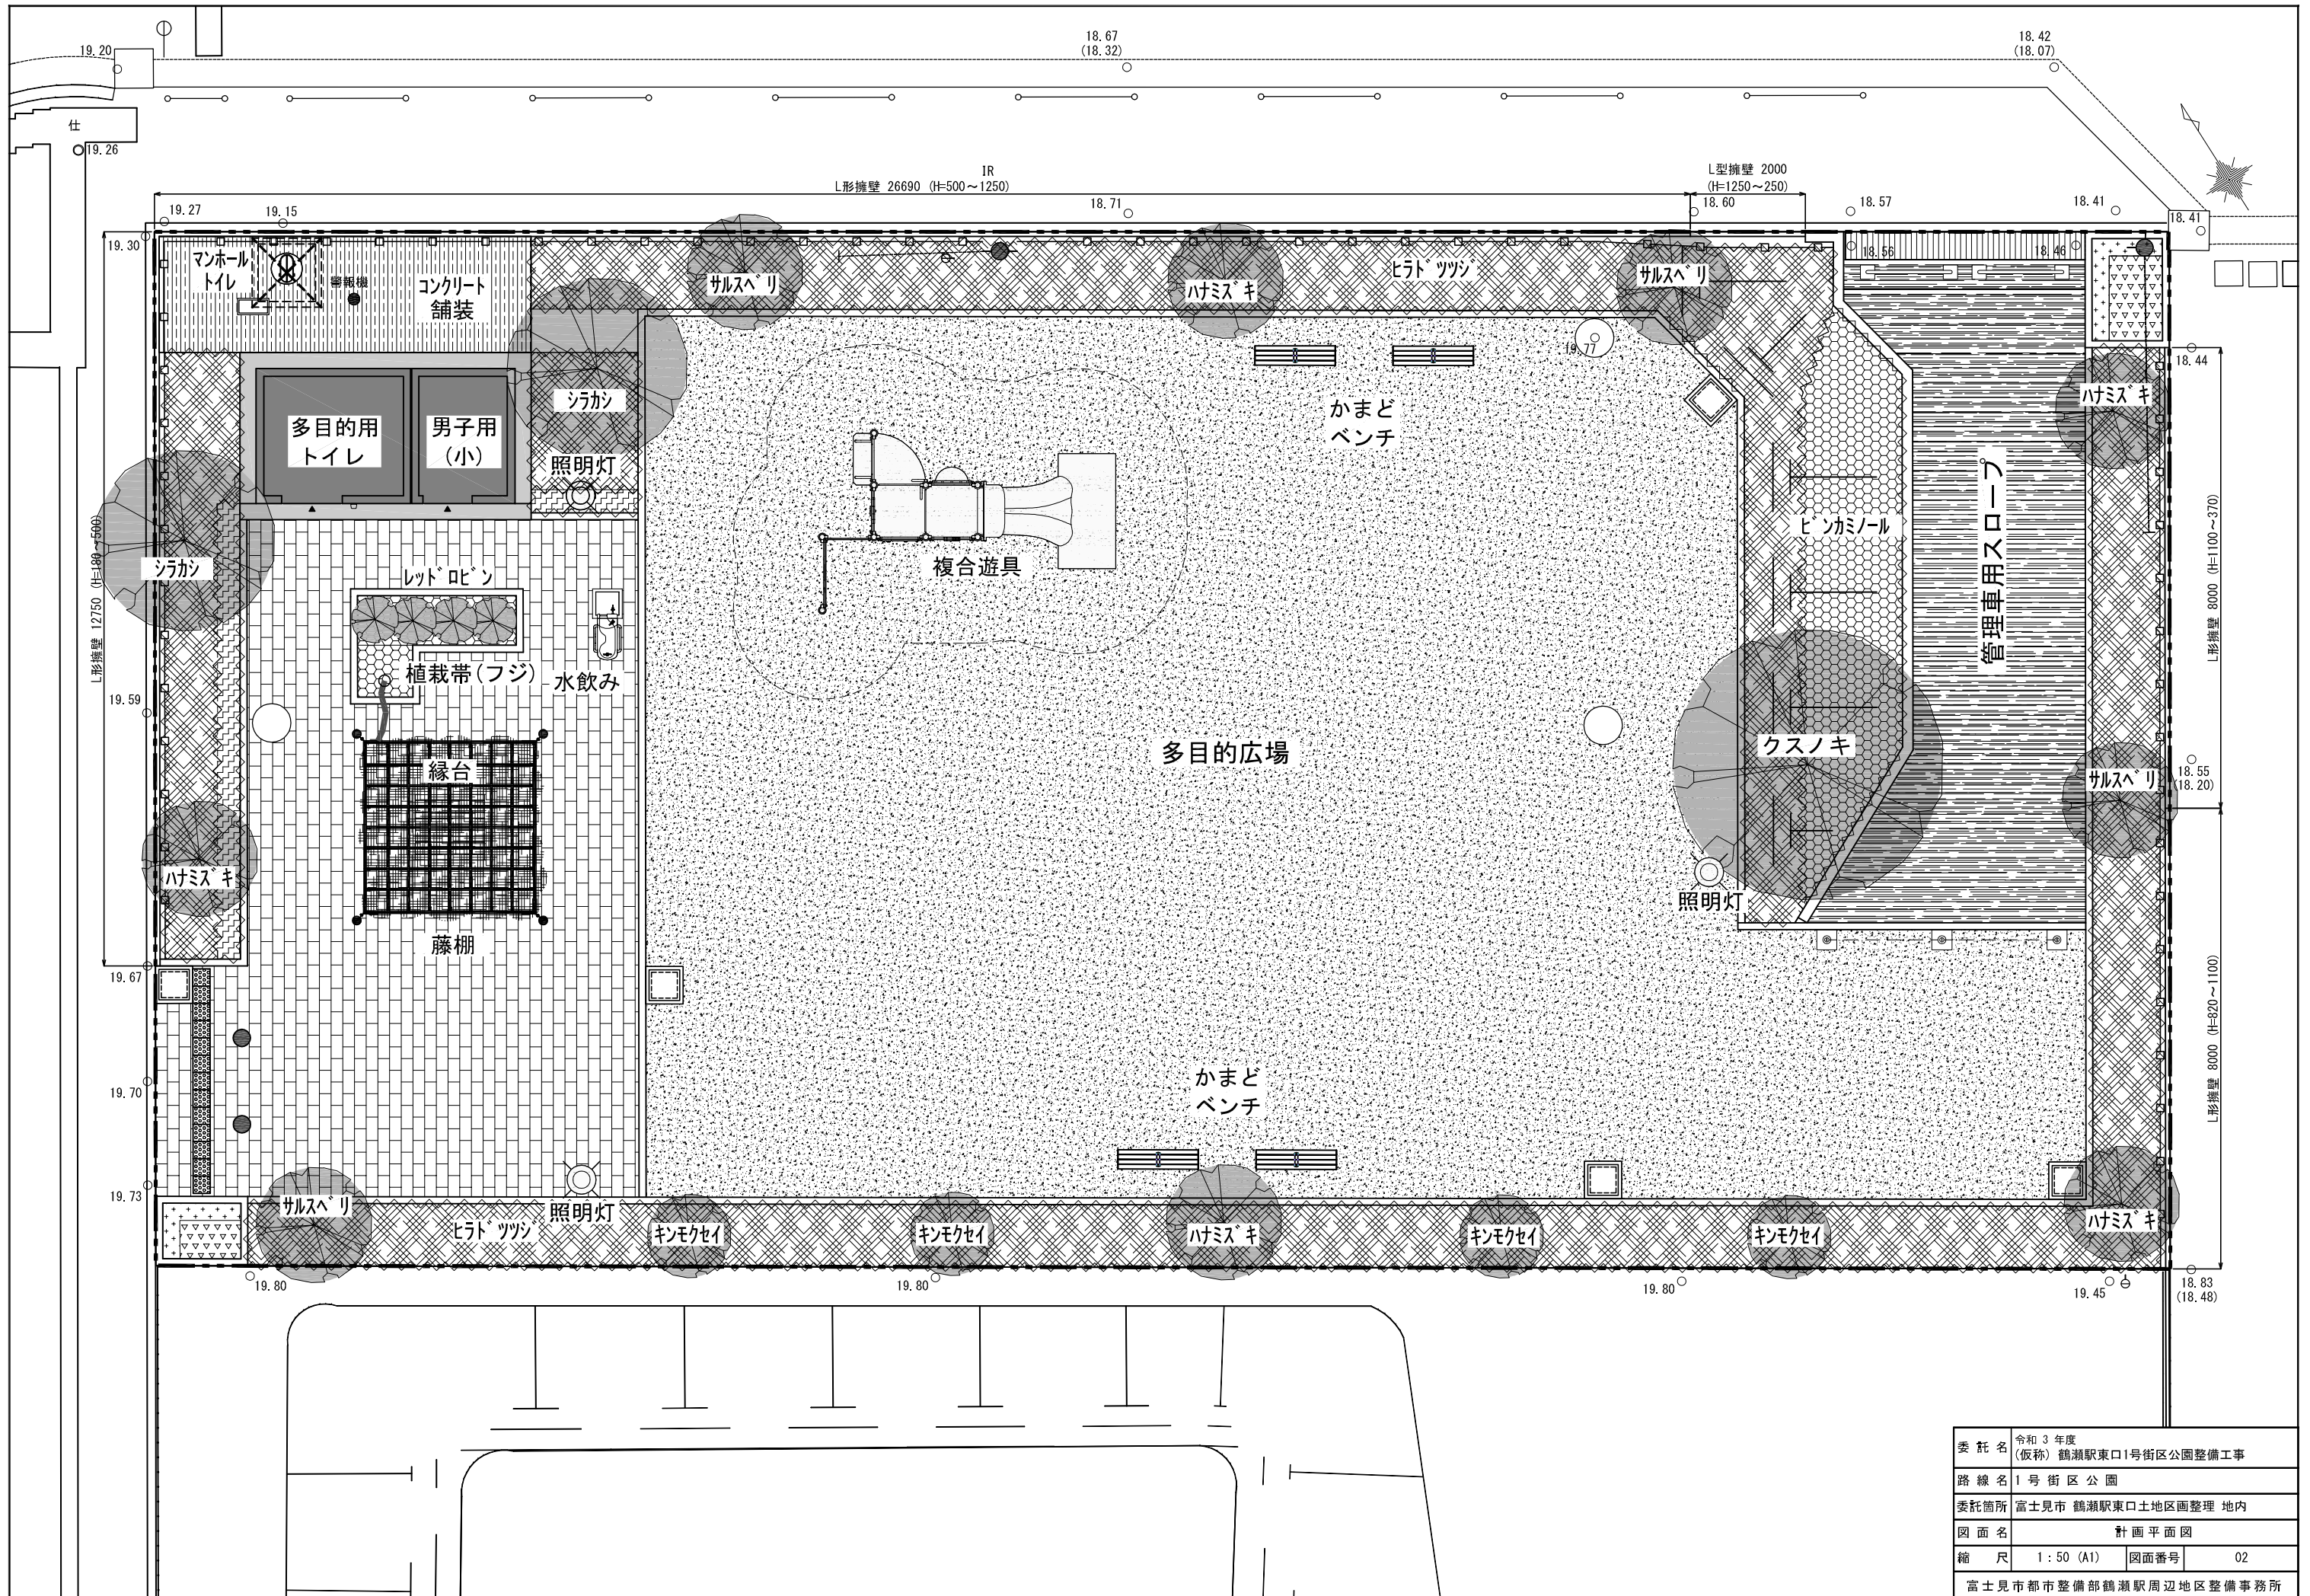 19.20
18.67
(18.32)
18.42
(18.07)
仕
19.26
IR
L形擁壁 26690 (H=500～1250)
L型擁壁 2000
(H=1250～250)
19.27
19.15
18.71
18.60
18.57
18.41
18.41
19.30
マンホール
トイレ
警報機
コンクリート
舗装
サルスベリ
ハナミズキ
ヒラドツツジ
サルスベリ
18.56
18.46
19.77
18.44
シラカシ
かまど
ベンチ
ハナミズキ
多目的用
トイレ
男子用
(小)
照明灯
L形擁壁 12750 (H=180～500)
シラカシ
複合遊具
ビンカミノール
管理車用スロープ
L形擁壁 8000 (H=1100～370)
レッドロビン
植栽帯(フジ)
水飲み
19.59
縁台
多目的広場
クスノキ
サルスベリ
18.55
(18.20)
ハナミズキ
照明灯
藤棚
19.67
L形擁壁 8000 (H=820～1100)
19.70
かまど
ベンチ
19.73
サルスベリ
ヒラドツツジ
照明灯
キンモクセイ
キンモクセイ
ハナミズキ
キンモクセイ
キンモクセイ
ハナミズキ
19.80
19.80
19.80
19.45
18.83
(18.48)
委託名 令和 3 年度
(仮称) 鶴瀬駅東口1号街区公園整備工事
路線名 1号街区公園
委託箇所 富士見市 鶴瀬駅東口土地区画整理 地内
図面名 計画平面図
縮尺 1:50 (A1) 図面番号 02
富士見市都市整備部鶴瀬駅周辺地区整備事務所